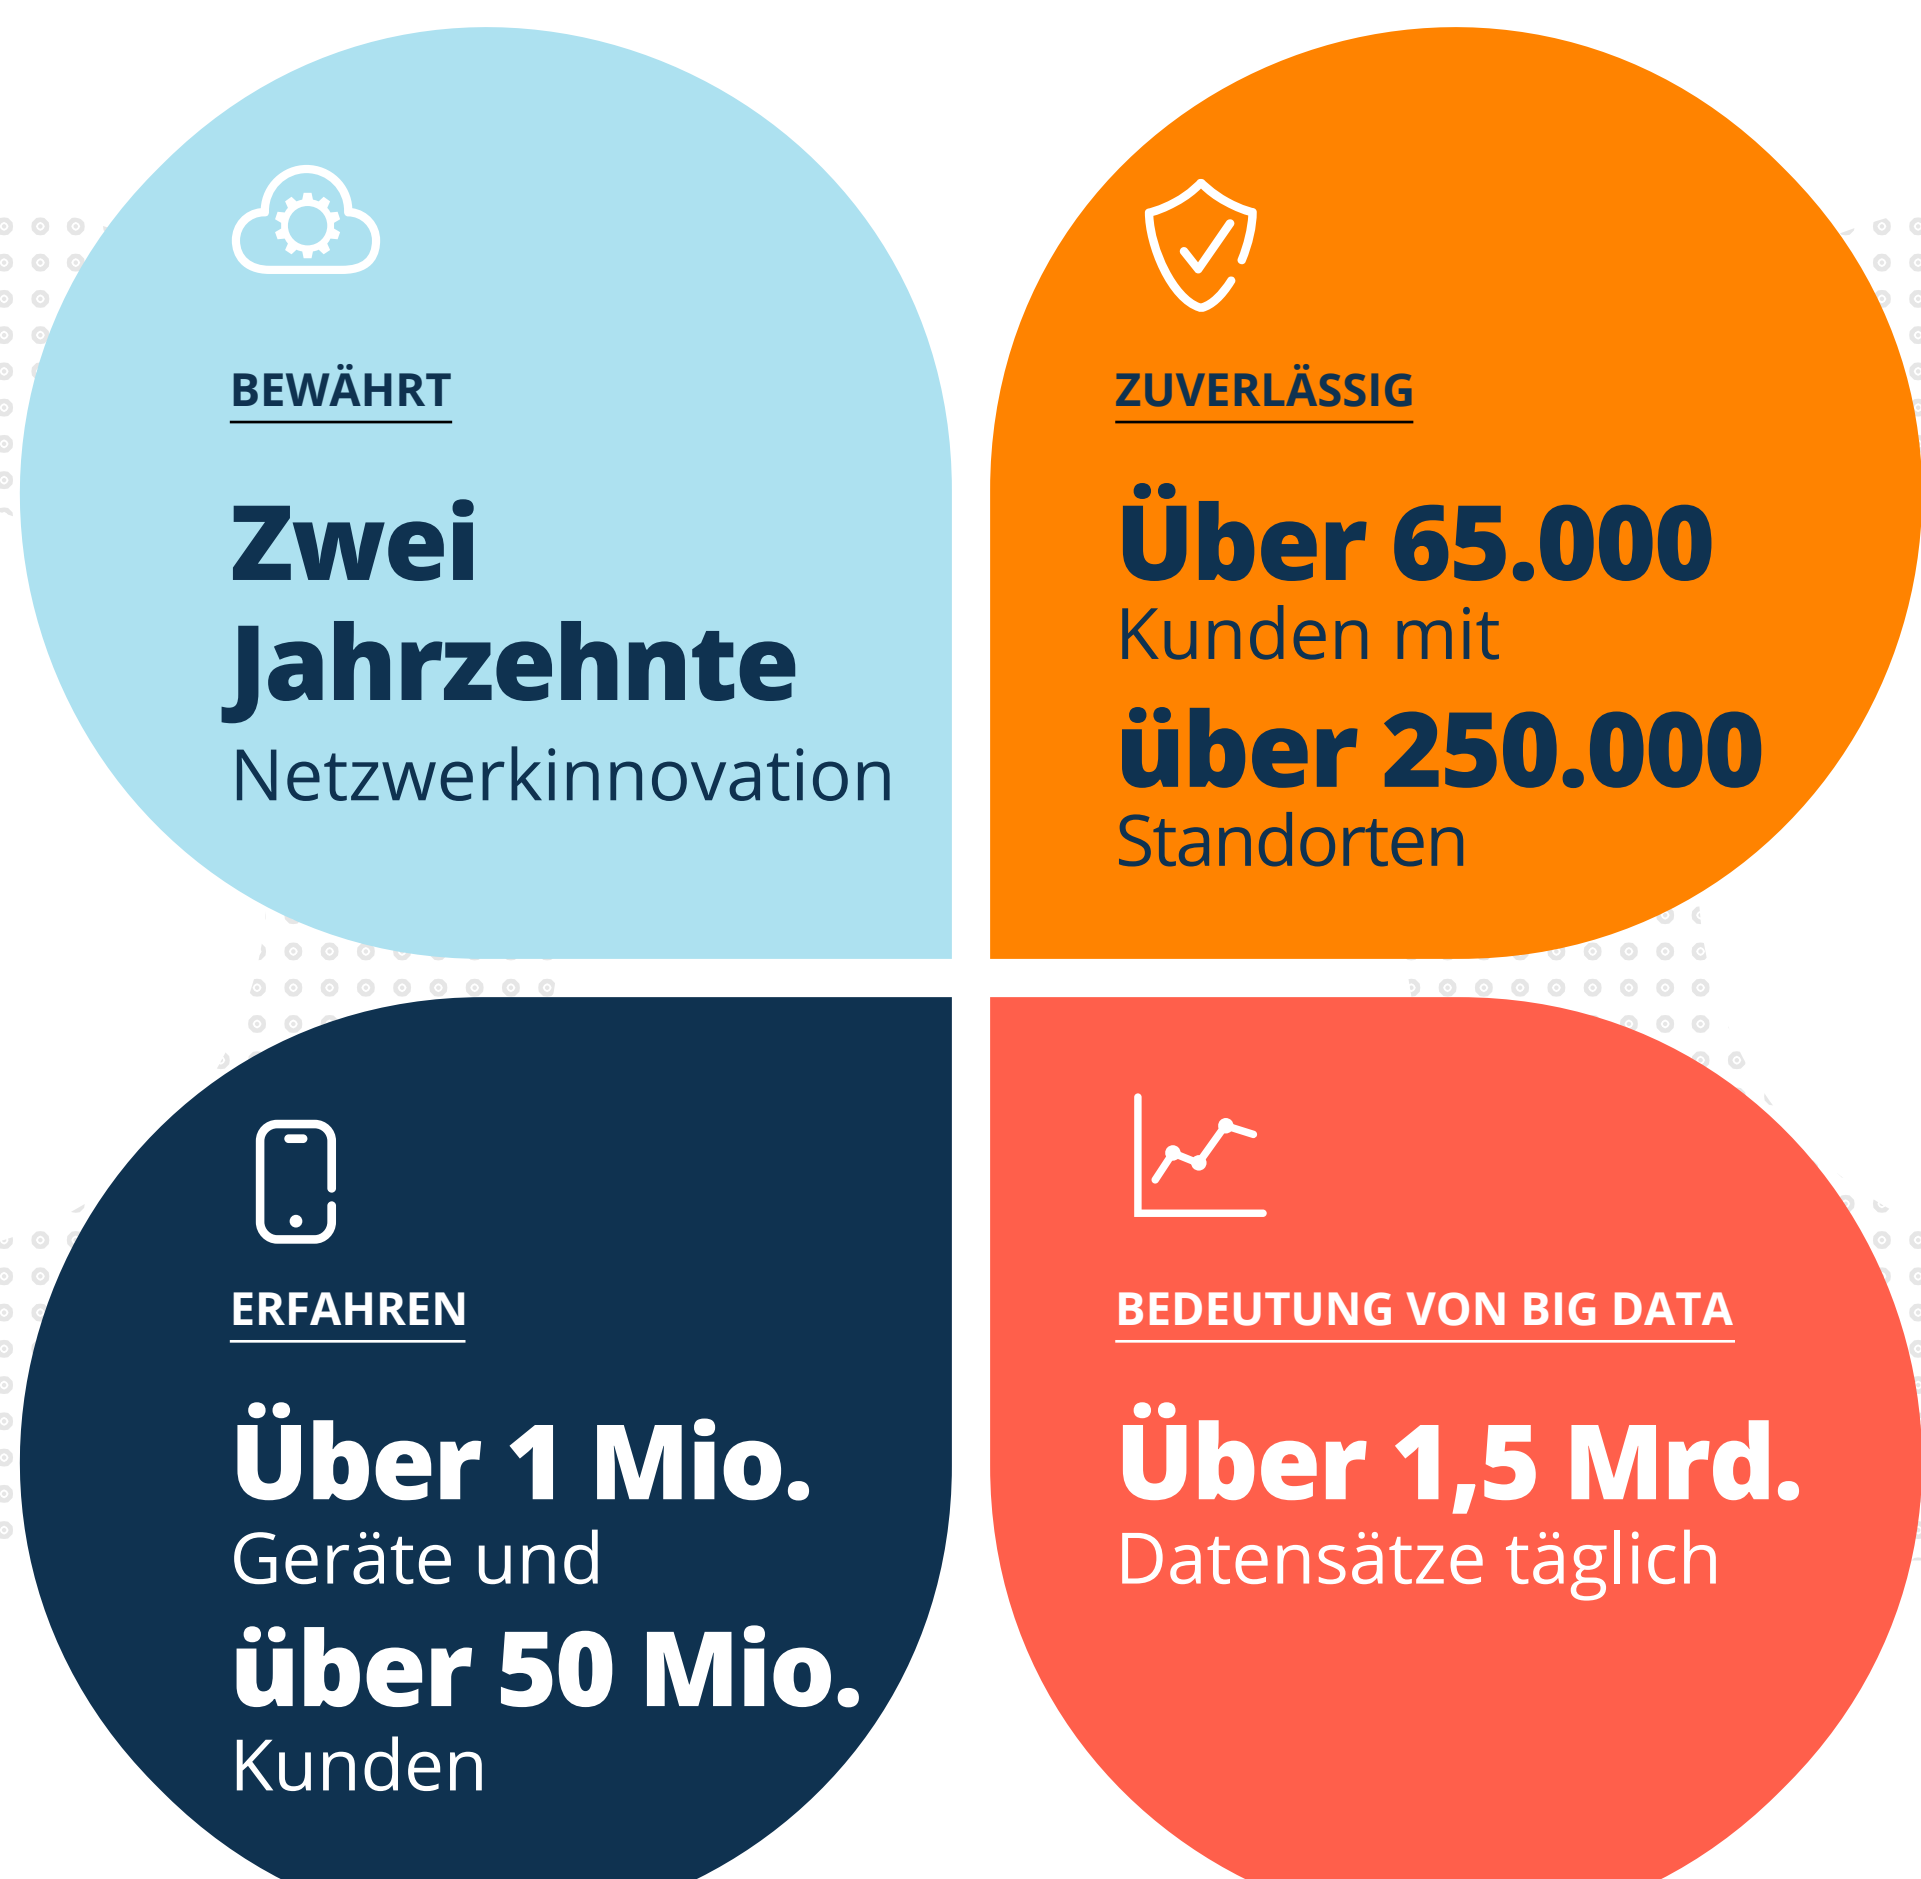 BEWÄHRT
Zwei
Jahrzehnte
Netzwerkinnovation
ZUVERLÄSSIG
Über 65.000
Kunden mit
über 250.000
Standorten
ERFAHREN
Über 1 Mio.
Geräte und
über 50 Mio.
Kunden
BEDEUTUNG VON BIG DATA
Über 1,5 Mrd.
Datensätze täglich